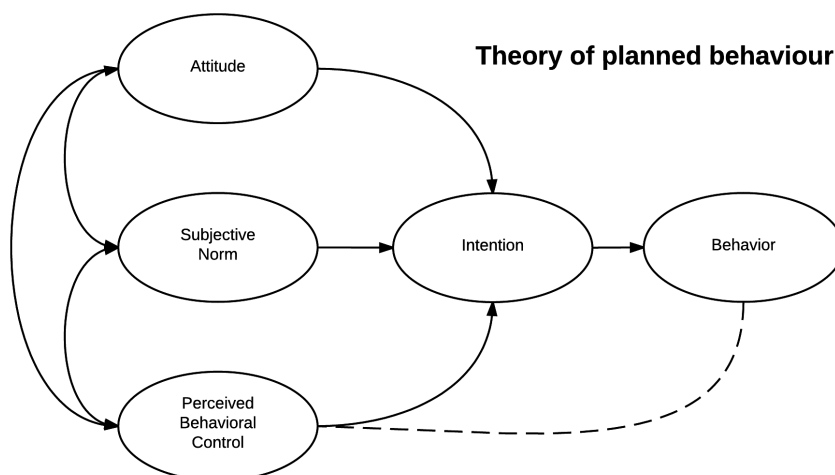 Theory of planned behaviour
Attitude
Subjective
Norm
Intention
Behavior
Perceived
Behavioral
Control